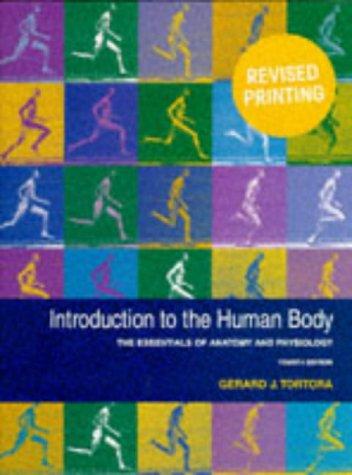 REVISED
PRINTING
Introduction to the Human Body
THE ESSENTIALS OF ANATOMY AND PHYSIOLOGY
FOURTH EDITION
GERARD J. TORTORA